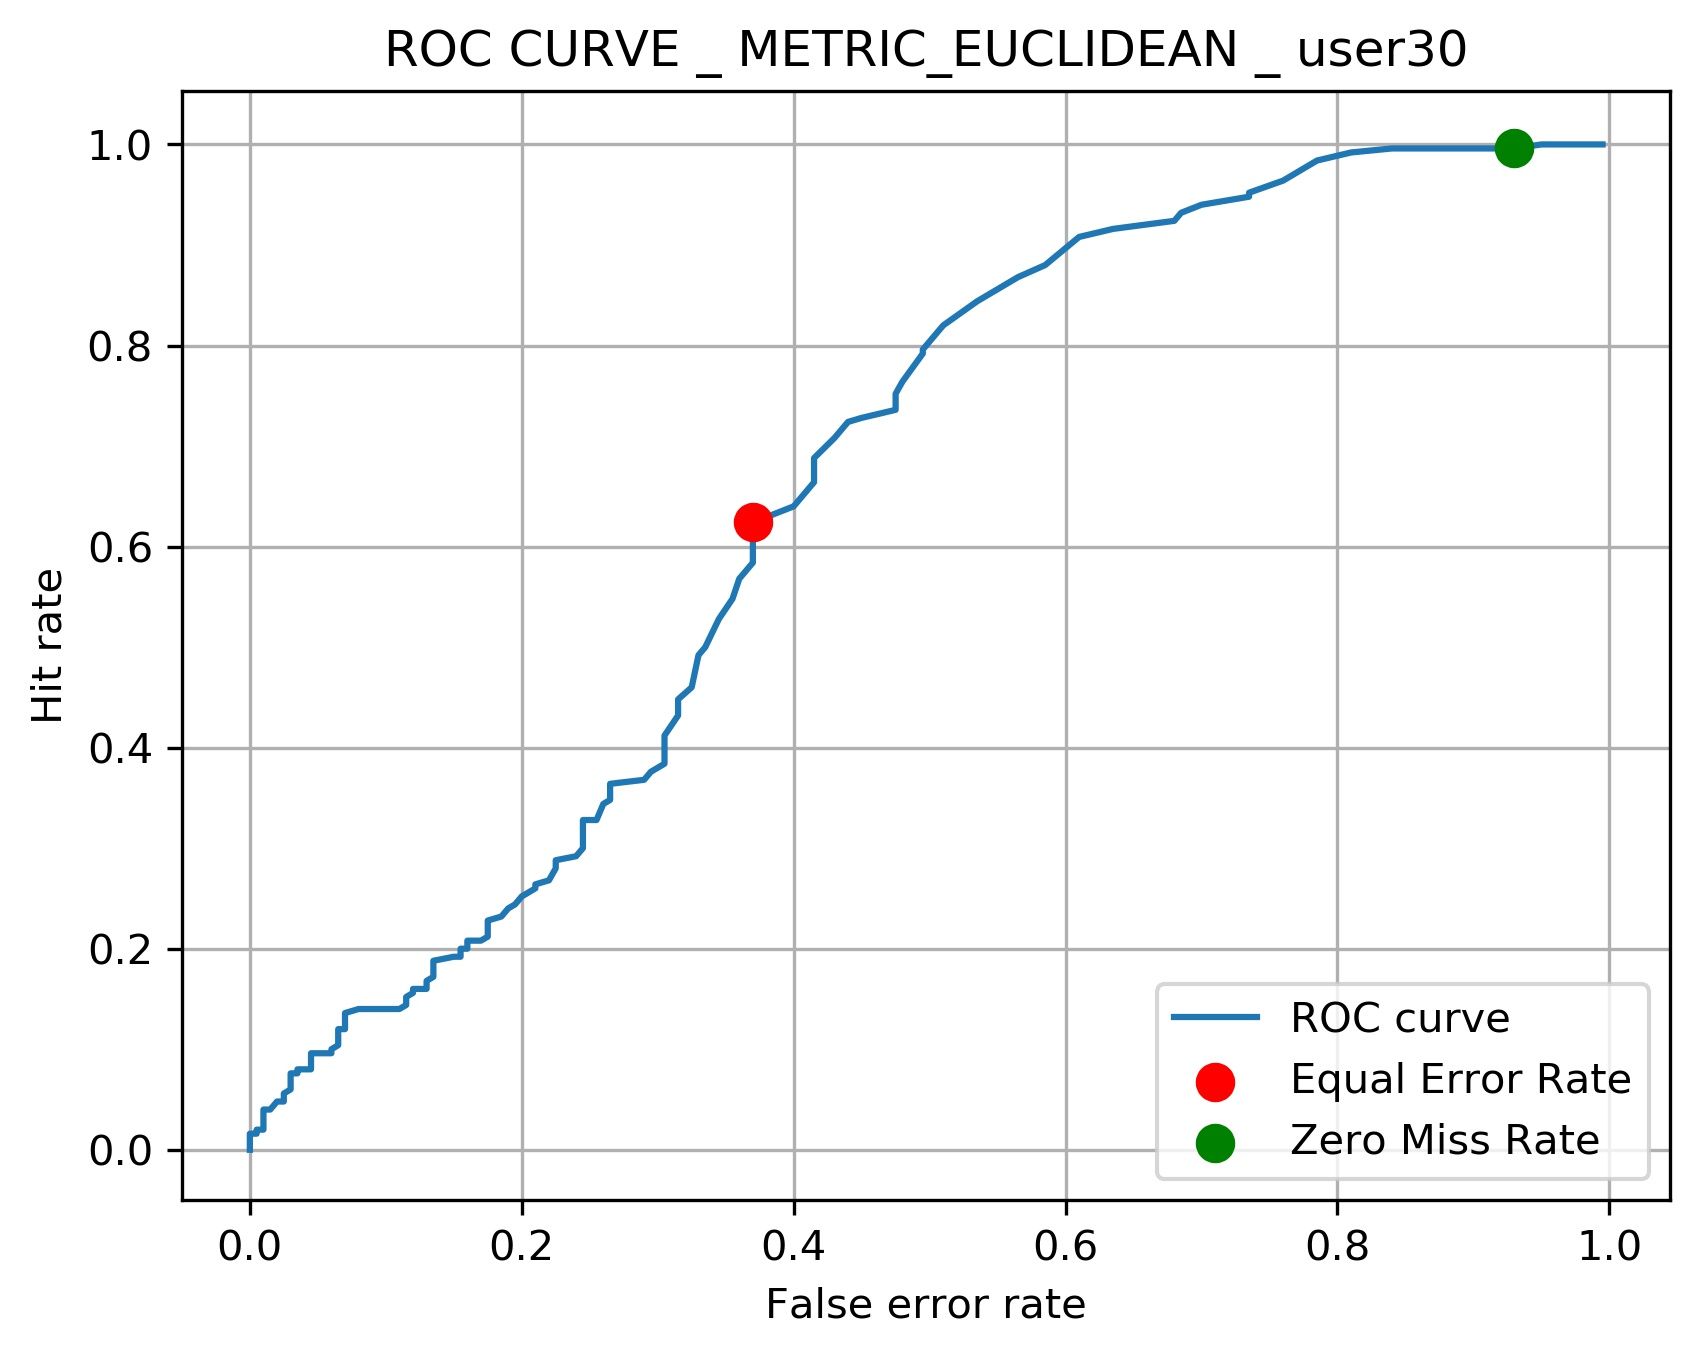 ROC CURVE _ METRIC_EUCLIDEAN _ user30
1.0
0.8
0.6
0.4
0.2
0.0
Hit rate
ROC curve
Equal Error Rate
Zero Miss Rate
0.0 0.2 0.4 0.6 0.8 1.0
False error rate